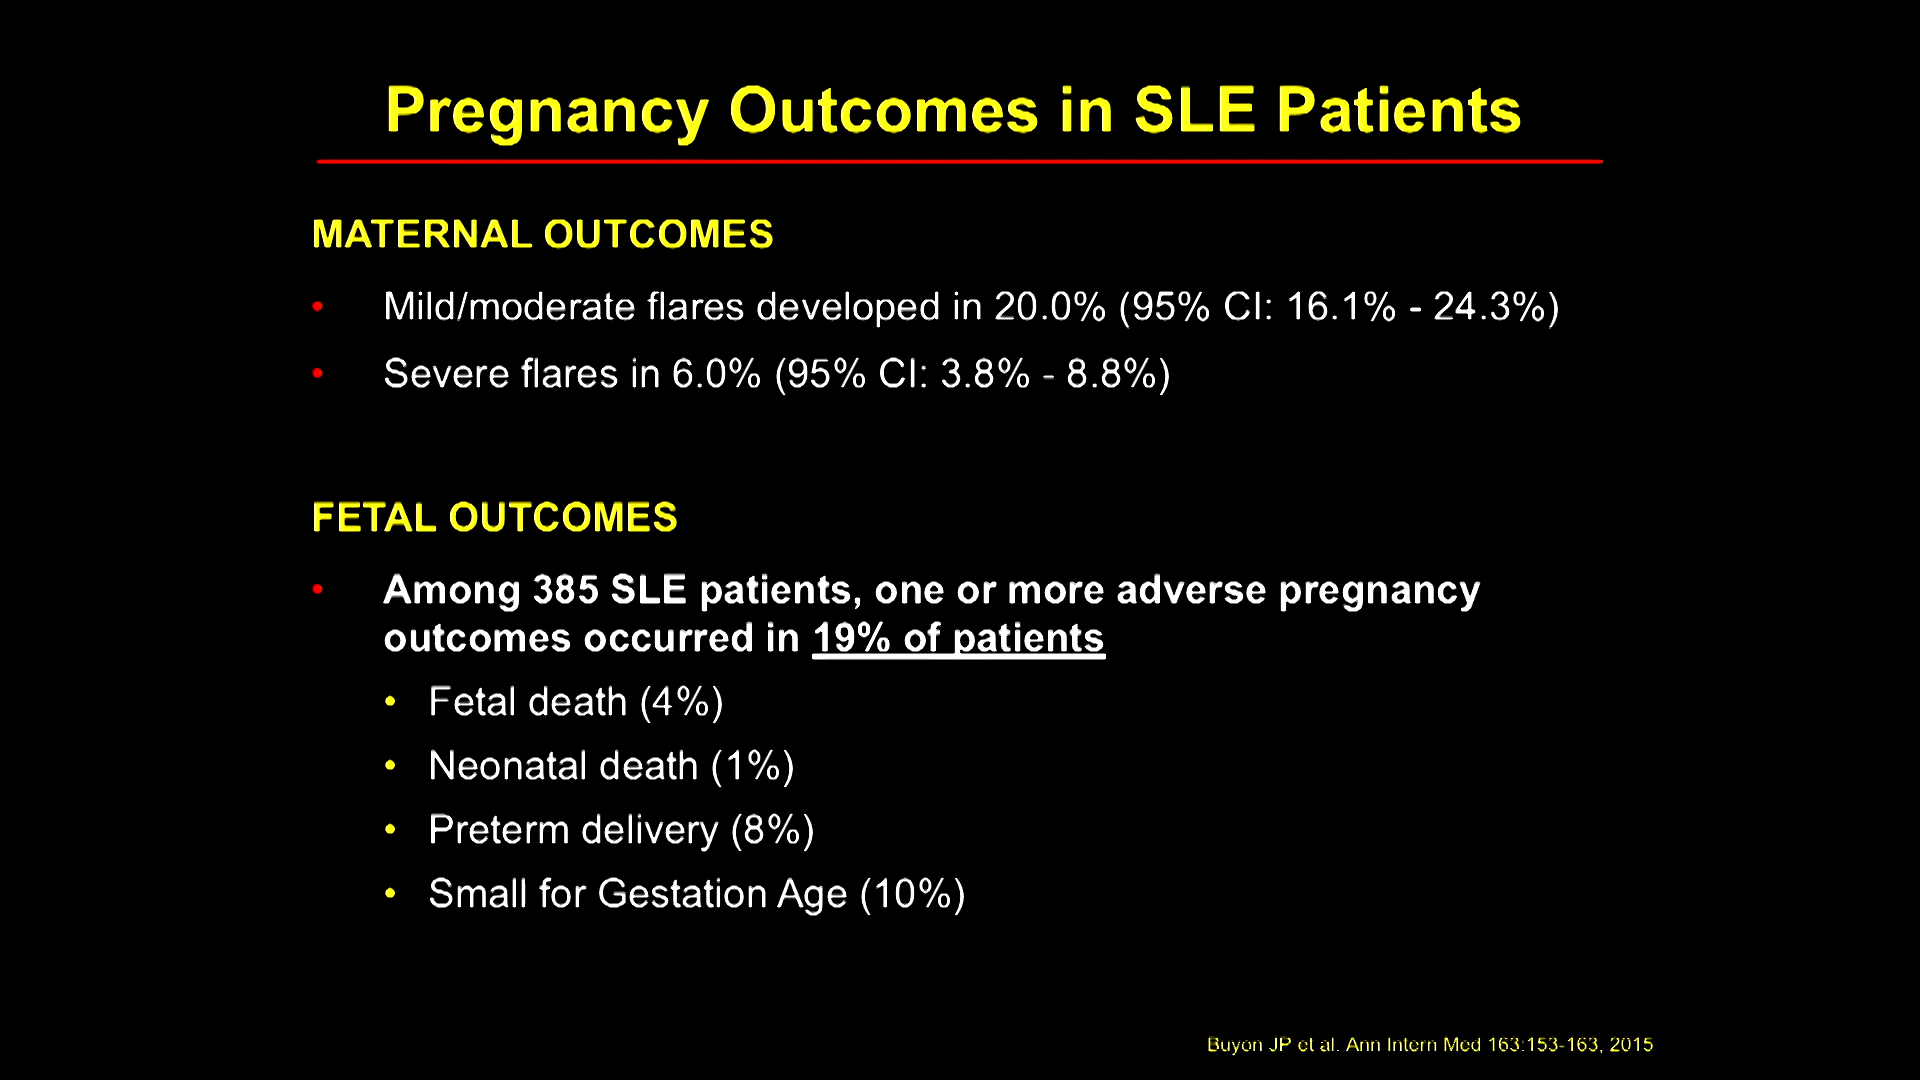 Pregnancy Outcomes in SLE Patients
MATERNAL OUTCOMES
• Mild/moderate flares developed in 20.0% (95% CI: 16.1% - 24.3%)
• Severe flares in 6.0% (95% CI: 3.8% - 8.8%)
FETAL OUTCOMES
• Among 385 SLE patients, one or more adverse pregnancy
outcomes occurred in 19% of patients
• Fetal death (4%)
• Neonatal death (1%)
• Preterm delivery (8%)
• Small for Gestation Age (10%)
Buyon JP et al. Ann Intern Med 163:153-163, 2015